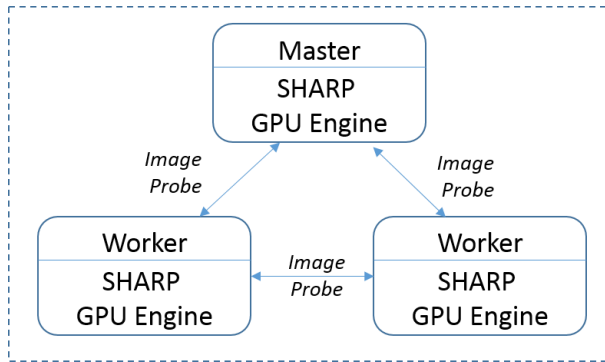 Master
SHARP
GPU Engine
Image
Probe
Image
Probe
Worker
SHARP
GPU Engine
Image
Probe
Worker
SHARP
GPU Engine